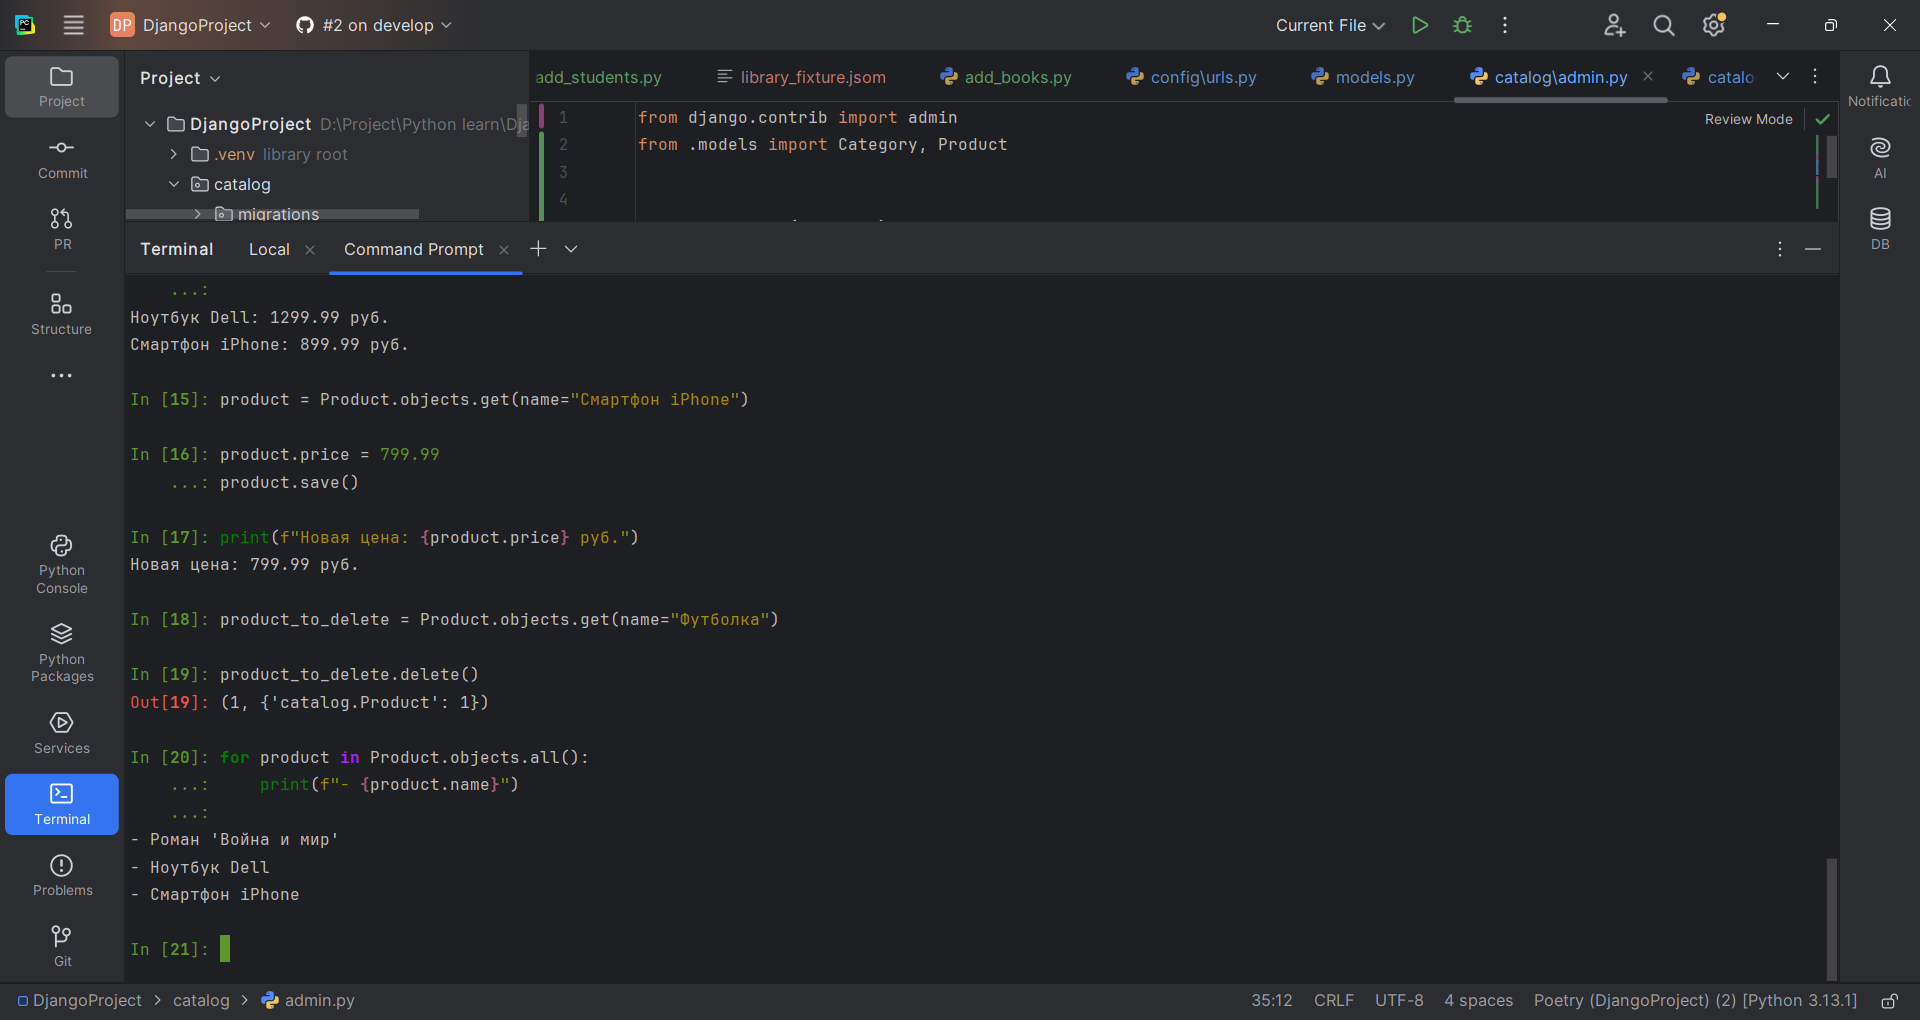 DP DjangoProject #2 on develop Current File
Project
Commit
PR
Structure
Python Console
Python Packages
Services
Terminal
Problems
Git
Project
DjangoProject D:\Project\Python learn\Dja
.venv library root
catalog
migrations
add_students.py library_fixture.jsom add_books.py config\urls.py models.py catalog\admin.py catalo
1 from django.contrib import admin
2 from .models import Category, Product
3
4
Review Mode
Notificatic
AI
DB
Terminal Local Command Prompt
...:
Ноутбук Dell: 1299.99 руб.
Смартфон iPhone: 899.99 руб.
In [15]: product = Product.objects.get(name="Смартфон iPhone")
In [16]: product.price = 799.99
...: product.save()
In [17]: print(f"Новая цена: {product.price} руб.")
Новая цена: 799.99 руб.
In [18]: product_to_delete = Product.objects.get(name="Футболка")
In [19]: product_to_delete.delete()
Out[19]: (1, {'catalog.Product': 1})
In [20]: for product in Product.objects.all():
...: print(f"- {product.name}")
...:
- Роман 'Война и мир'
- Ноутбук Dell
- Смартфон iPhone
In [21]:
DjangoProject > catalog > admin.py 35:12 CRLF UTF-8 4 spaces Poetry (DjangoProject) (2) [Python 3.13.1]